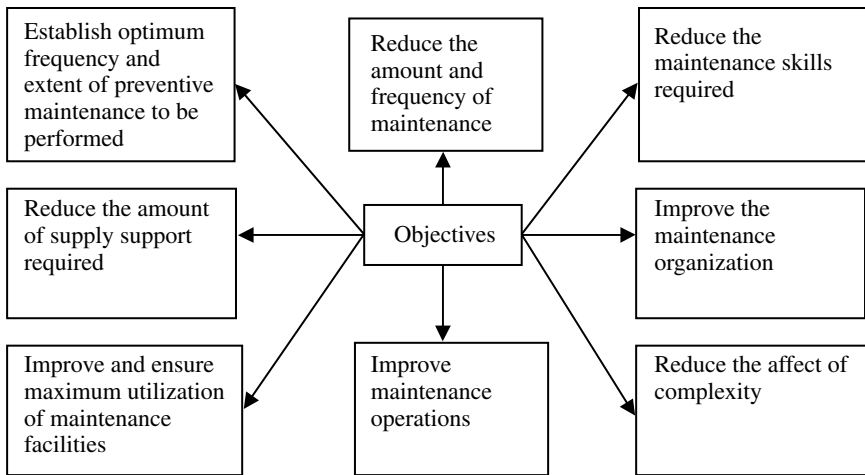 Establish optimum
frequency and
extent of preventive
maintenance to be
performed
Reduce the
amount and
frequency of
maintenance
Reduce the
maintenance skills
required
Reduce the amount
of supply support
required
Objectives
Improve the
maintenance
organization
Improve and ensure
maximum utilization
of maintenance
facilities
Improve
maintenance
operations
Reduce the affect of
complexity